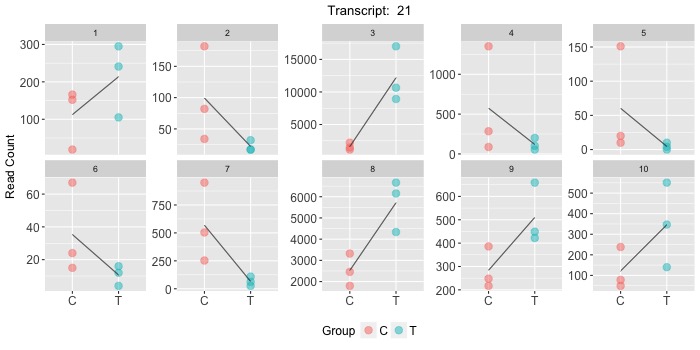 Transcript: 21
1 2 3 4 5
300 200 100
150 100 50
15000 10000 5000
1000 500 0
150 100 50 0
Read Count
6 7 8 9 10
60 40 20
750 500 250 0
6000 5000 4000 3000 2000
600 500 400 300 200
500 400 300 200 100
C T C T C T C T C T
Group C T